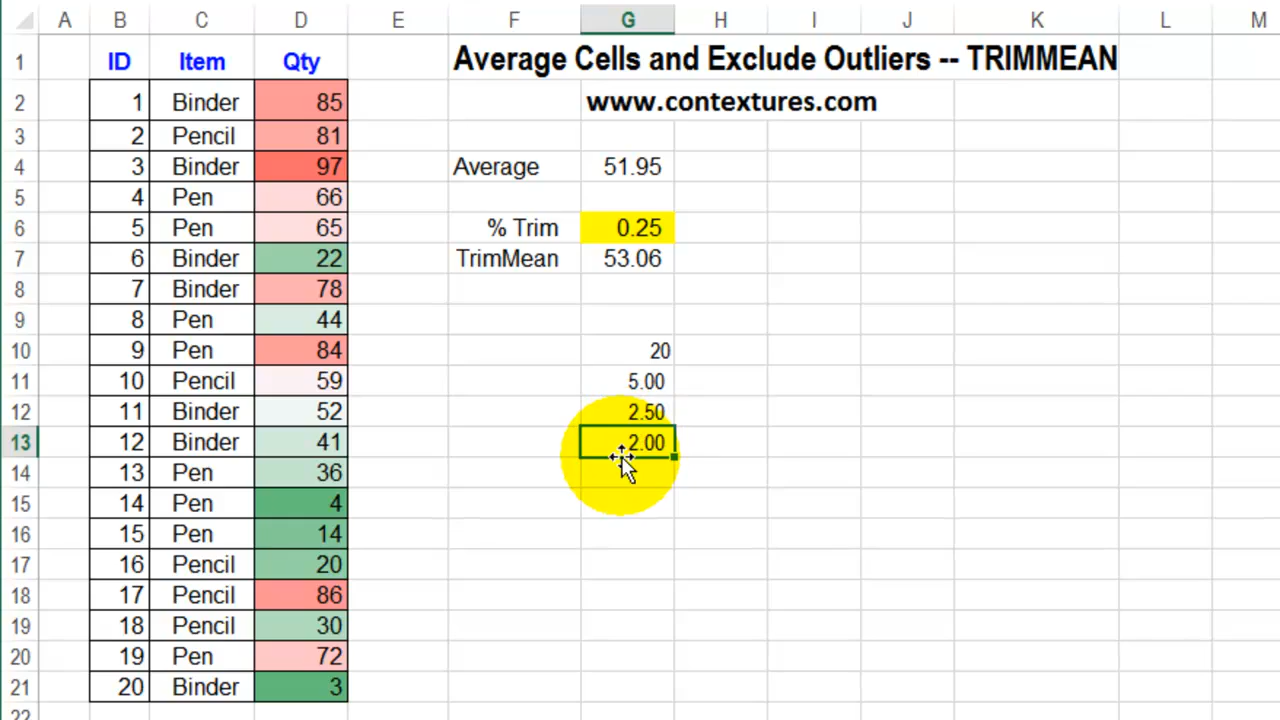 A B C D E F G H I J K L M
1 ID Item Qty Average Cells and Exclude Outliers -- TRIMMEAN
2 1 Binder 85 www.contextures.com
3 2 Pencil 81
4 3 Binder 97 Average 51.95
5 4 Pen 66
6 5 Pen 65 % Trim 0.25
7 6 Binder 22 TrimMean 53.06
8 7 Binder 78
9 8 Pen 44
10 9 Pen 84 20
11 10 Pencil 59 5.00
12 11 Binder 52 2.50
13 12 Binder 41 2.00
14 13 Pen 36
15 14 Pen 4
16 15 Pen 14
17 16 Pencil 20
18 17 Pencil 86
19 18 Pencil 30
20 19 Pen 72
21 20 Binder 3
22